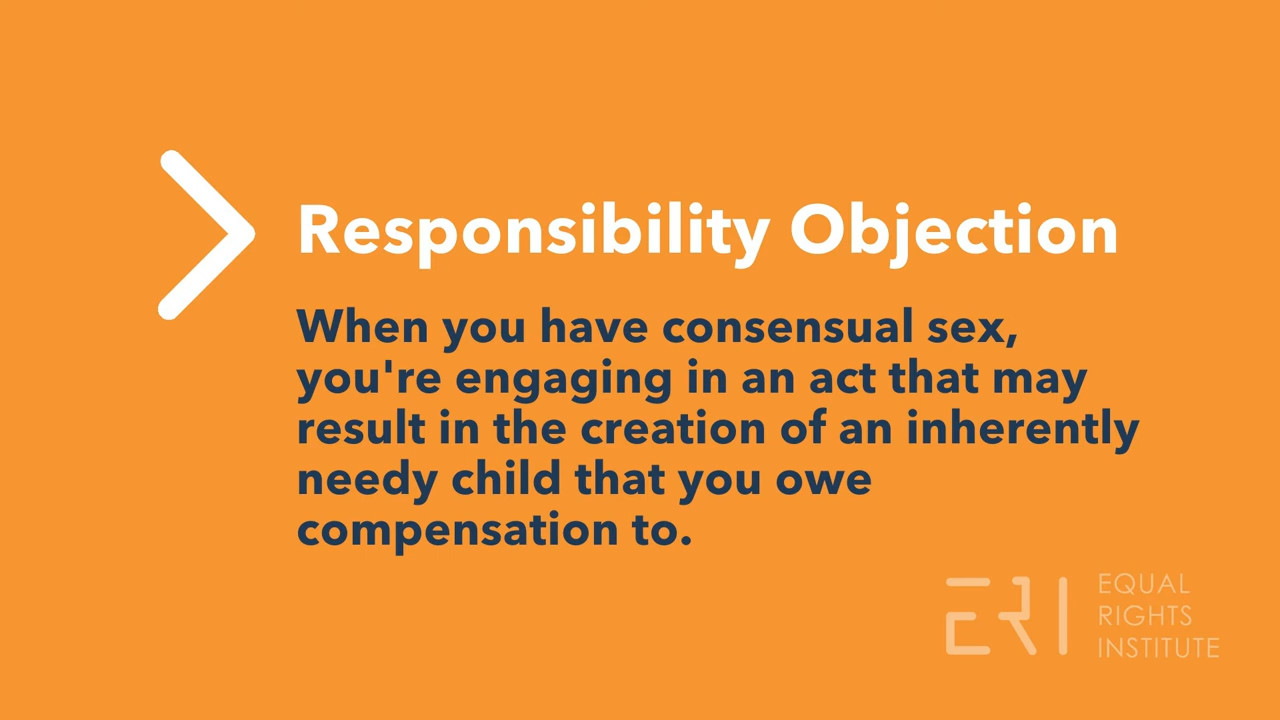 Responsibility Objection
When you have consensual sex,
you're engaging in an act that may
result in the creation of an inherently
needy child that you owe
compensation to.
ERI
EQUAL
RIGHTS
INSTITUTE